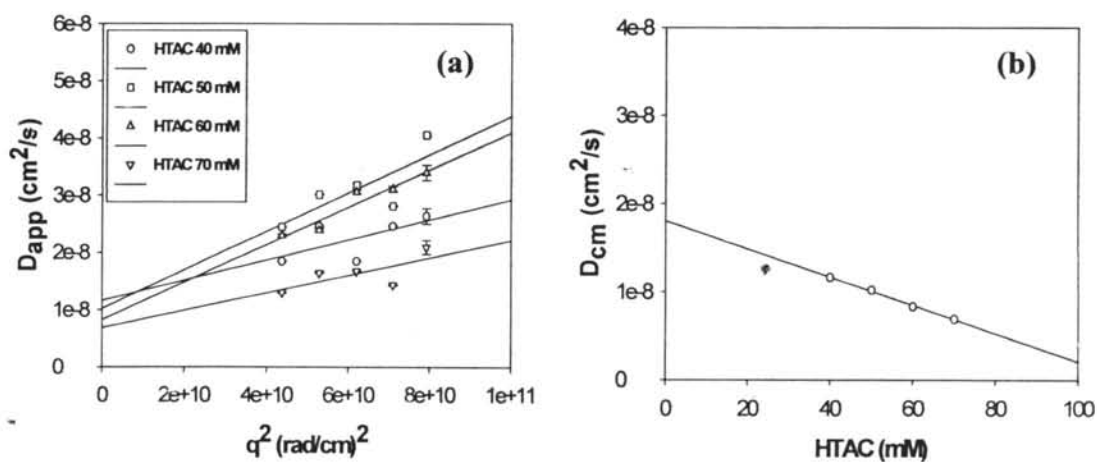 (a)
HTAC 40 mM
HTAC 50 mM
HTAC 60 mM
HTAC 70 mM
6e-8
5e-8
4e-8
3e-8
2e-8
1e-8
0
D_app (cm²/s)
0 2e+10 4e+10 6e+10 8e+10 1e+11
q² (rad/cm)²
(b)
4e-8
3e-8
2e-8
1e-8
0
D_cm (cm²/s)
0 20 40 60 80 100
HTAC (mM)